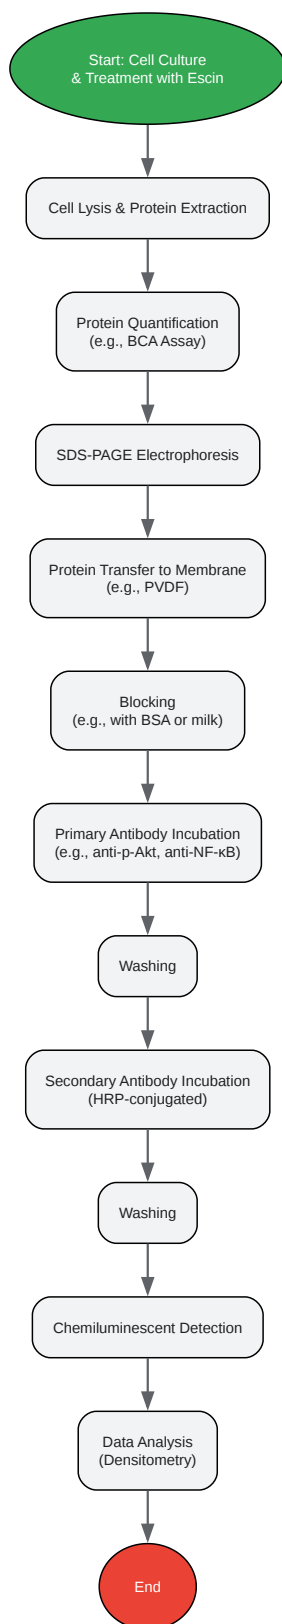 Start: Cell Culture
& Treatment with Escin
Cell Lysis & Protein Extraction
Protein Quantification
(e.g., BCA Assay)
SDS-PAGE Electrophoresis
Protein Transfer to Membrane
(e.g., PVDF)
Blocking
(e.g., with BSA or milk)
Primary Antibody Incubation
(e.g., anti-p-Akt, anti-NF-κB)
Washing
Secondary Antibody Incubation
(HRP-conjugated)
Washing
Chemiluminescent Detection
Data Analysis
(Densitometry)
End